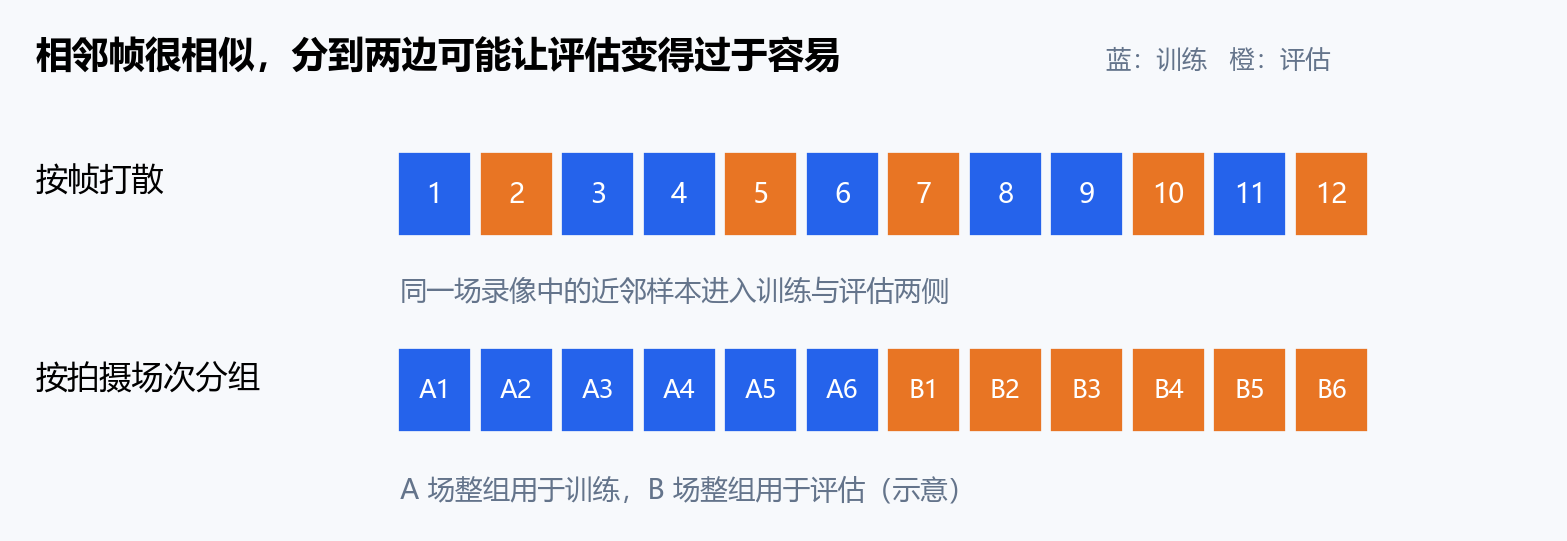 相邻帧很相似，分到两边可能让评估变得过于容易
蓝：训练 橙：评估
按帧打散
1 2 3 4 5 6 7 8 9 10 11 12
同一场录像中的近邻样本进入训练与评估两侧
按拍摄场次分组
A1 A2 A3 A4 A5 A6 B1 B2 B3 B4 B5 B6
A 场整组用于训练，B 场整组用于评估（示意）